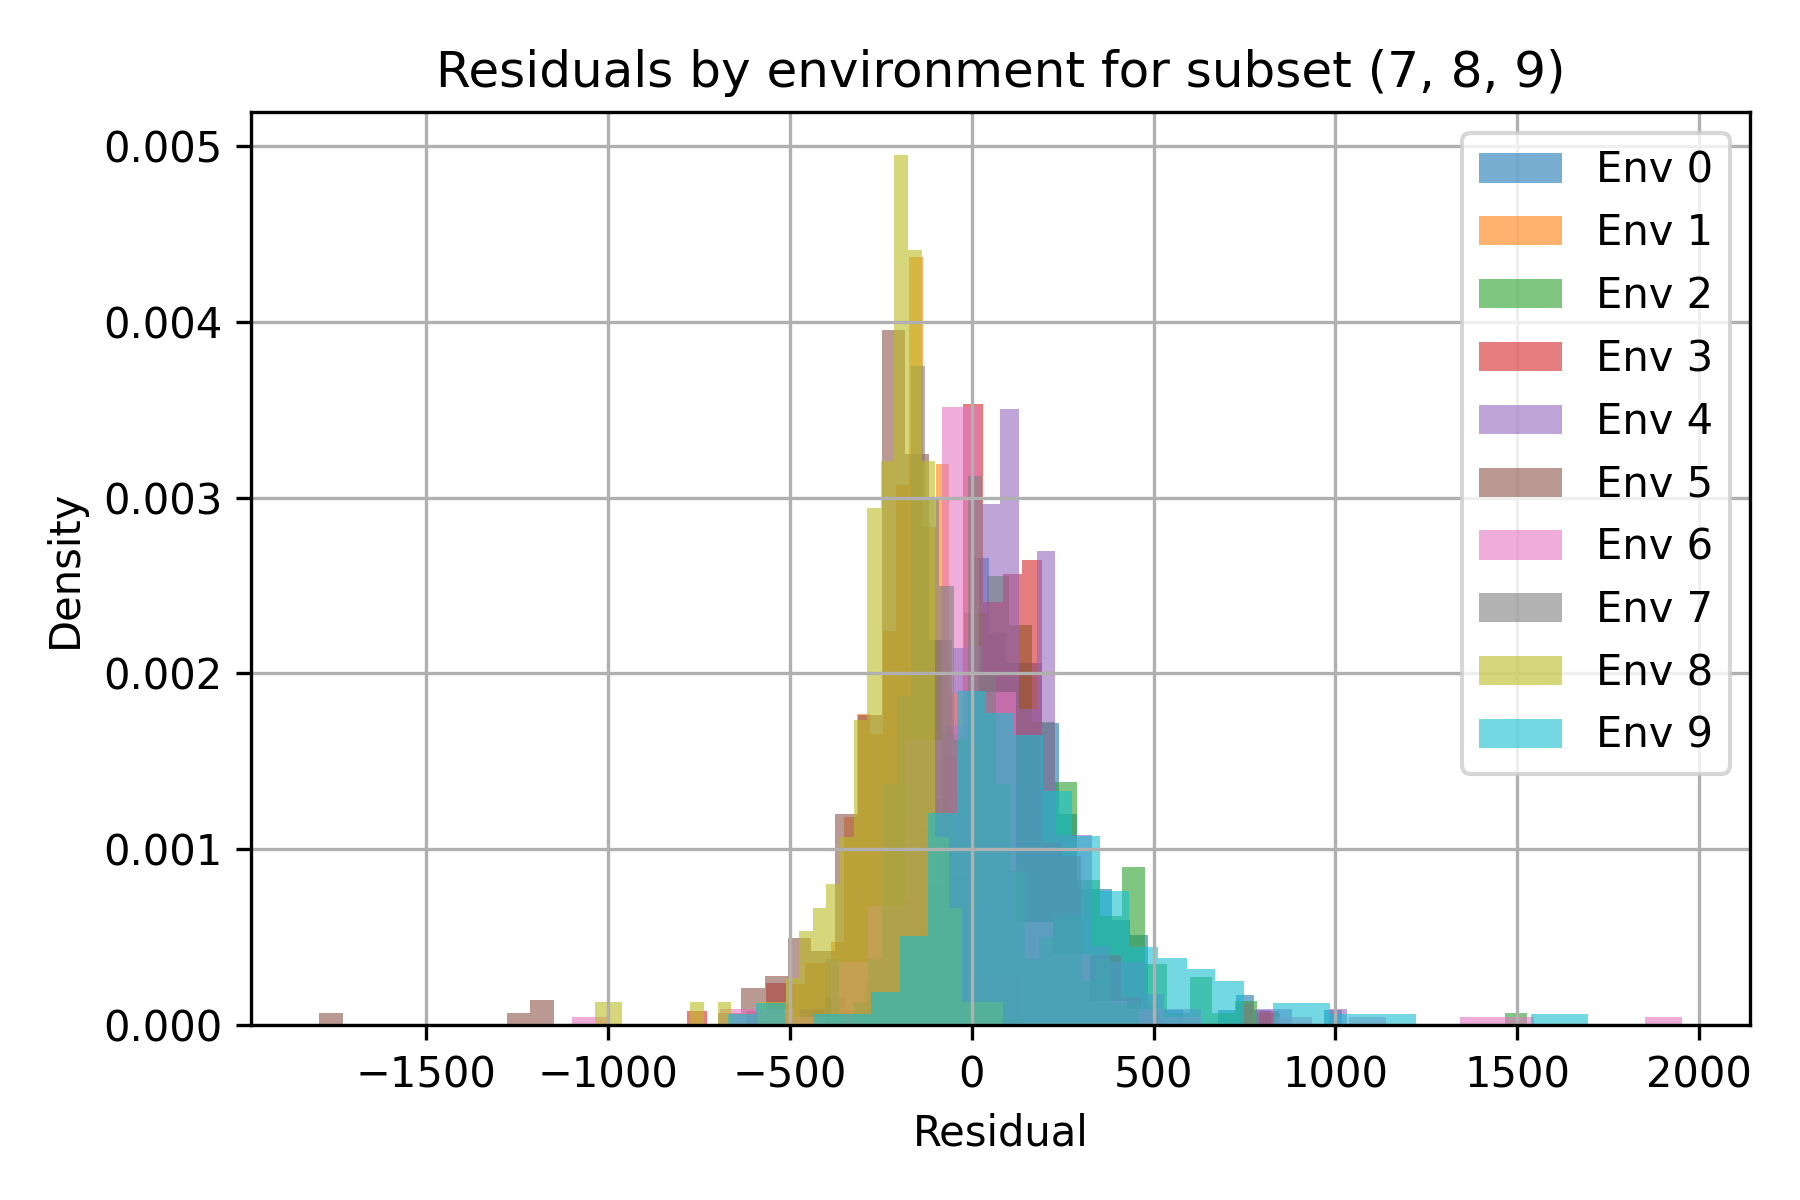 Residuals by environment for subset (7, 8, 9)
0.005
0.004
0.003
0.002
0.001
0.000
Density
−1500
−1000
−500
0
500
1000
1500
2000
Residual
Env 0
Env 1
Env 2
Env 3
Env 4
Env 5
Env 6
Env 7
Env 8
Env 9